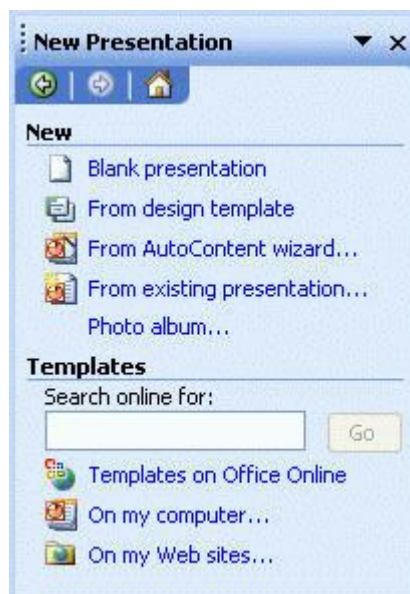 New Presentation
New
Blank presentation
From design template
From AutoContent wizard...
From existing presentation...
Photo album...
Templates
Search online for:
Go
Templates on Office Online
On my computer...
On my Web sites...